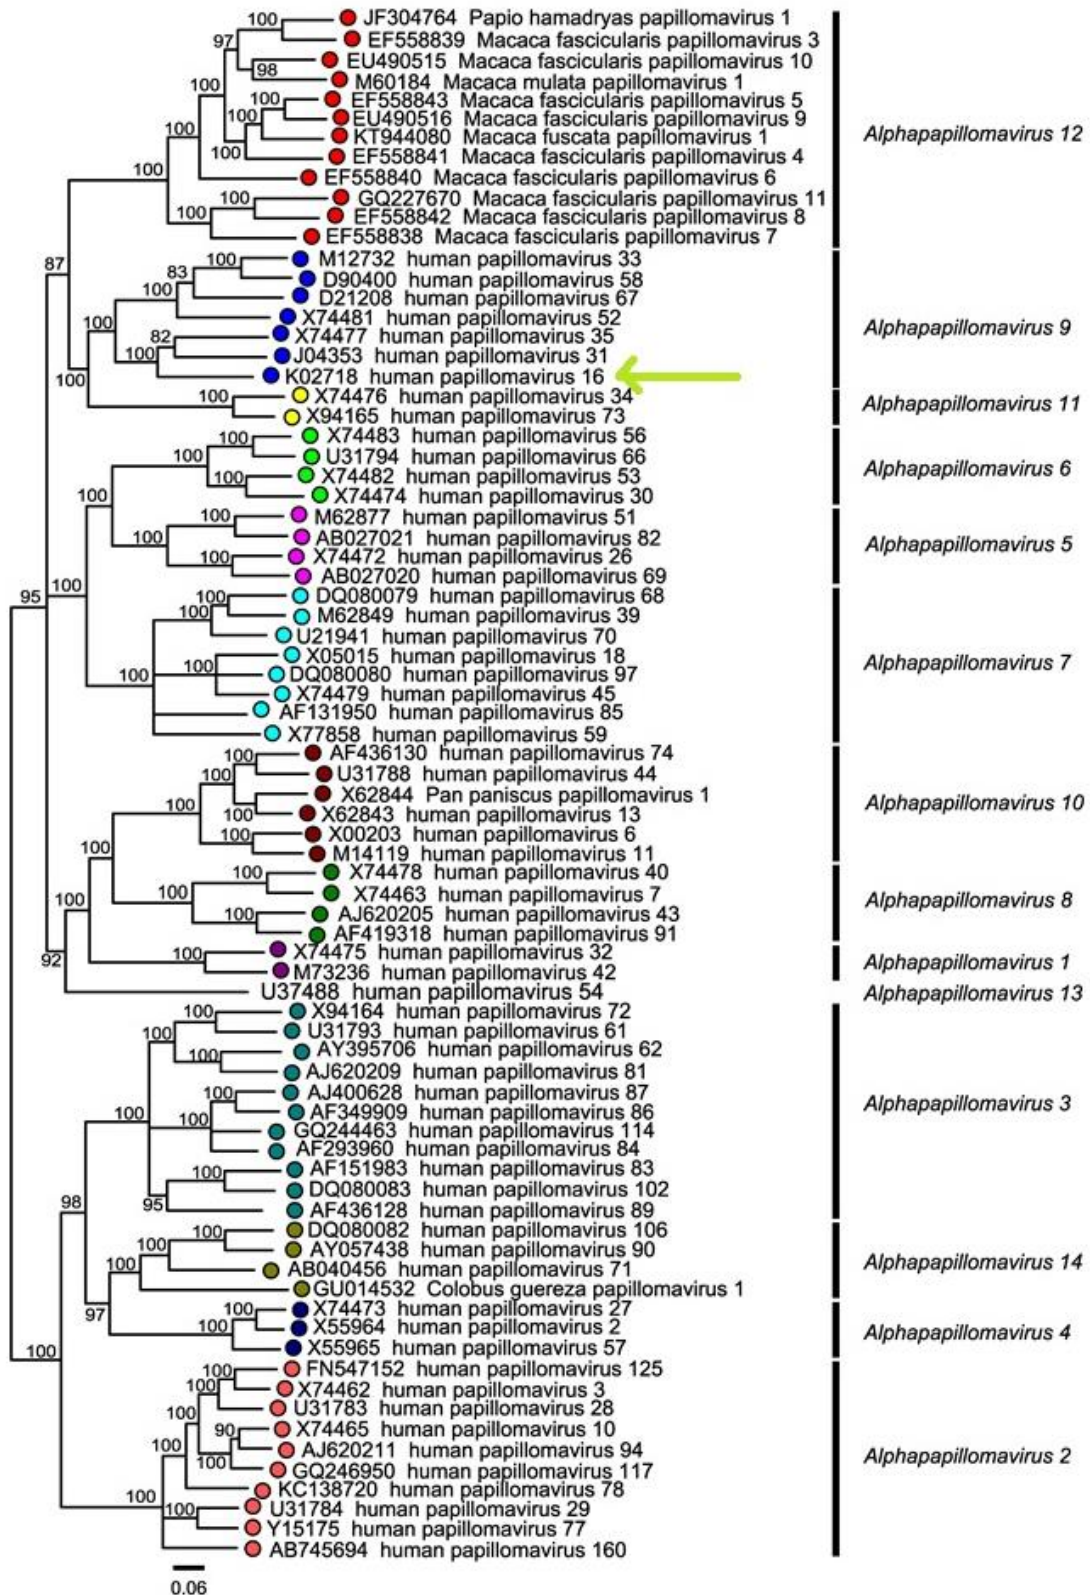 JF304764 Papio hamadryas papillomavirus 1
100
EF558839 Macaca fascicularis papillomavirus 3
97
EU490515 Macaca fascicularis papillomavirus 10
98
M60184 Macaca mulata papillomavirus 1
100
EF558843 Macaca fascicularis papillomavirus 5
100
EU490516 Macaca fascicularis papillomavirus 9
100
KT944080 Macaca fuscata papillomavirus 1
100
Alphapapillomavirus 12
100
EF558841 Macaca fascicularis papillomavirus 4
100
EF558840 Macaca fascicularis papillomavirus 6
100
GQ227670 Macaca fascicularis papillomavirus 11
100
EF558842 Macaca fascicularis papillomavirus 8
EF558838 Macaca fascicularis papillomavirus 7
87
100
M12732 human papillomavirus 33
83
D90400 human papillomavirus 58
100
D21208 human papillomavirus 67
X74481 human papillomavirus 52
100
82
X74477 human papillomavirus 35
Alphapapillomavirus 9
100
J04353 human papillomavirus 31
100
K02718 human papillomavirus 16
100
X74476 human papillomavirus 34
Alphapapillomavirus 11
X94165 human papillomavirus 73
100
X74483 human papillomavirus 56
100
U31794 human papillomavirus 66
Alphapapillomavirus 6
100
X74482 human papillomavirus 53
100
X74474 human papillomavirus 30
100
M62877 human papillomavirus 51
100
AB027021 human papillomavirus 82
Alphapapillomavirus 5
100
X74472 human papillomavirus 26
AB027020 human papillomavirus 69
95
100
100
DQ080079 human papillomavirus 68
100
M62849 human papillomavirus 39
U21941 human papillomavirus 70
100
X05015 human papillomavirus 18
Alphapapillomavirus 7
100
DQ080080 human papillomavirus 97
X74479 human papillomavirus 45
AF131950 human papillomavirus 85
X77858 human papillomavirus 59
100
AF436130 human papillomavirus 74
100
U31788 human papillomavirus 44
X62844 Pan paniscus papillomavirus 1
Alphapapillomavirus 10
100
X62843 human papillomavirus 13
100
X00203 human papillomavirus 6
100
M14119 human papillomavirus 11
100
X74478 human papillomavirus 40
100
X74463 human papillomavirus 7
Alphapapillomavirus 8
100
100
AJ620205 human papillomavirus 43
AF419318 human papillomavirus 91
92
100
X74475 human papillomavirus 32
Alphapapillomavirus 1
M73236 human papillomavirus 42
U37488 human papillomavirus 54
Alphapapillomavirus 13
100
X94164 human papillomavirus 72
100
U31793 human papillomavirus 61
100
AY395706 human papillomavirus 62
AJ620209 human papillomavirus 81
100
AJ400628 human papillomavirus 87
Alphapapillomavirus 3
100
100
AF349909 human papillomavirus 86
GQ244463 human papillomavirus 114
AF293960 human papillomavirus 84
100
AF151983 human papillomavirus 83
DQ080083 human papillomavirus 102
98
95
AF436128 human papillomavirus 89
100
DQ080082 human papillomavirus 106
100
AY057438 human papillomavirus 90
Alphapapillomavirus 14
100
AB040456 human papillomavirus 71
GU014532 Colobus guereza papillomavirus 1
97
100
X74473 human papillomavirus 27
100
X55964 human papillomavirus 2
Alphapapillomavirus 4
X55965 human papillomavirus 57
100
100
FN547152 human papillomavirus 125
100
X74462 human papillomavirus 3
U31783 human papillomavirus 28
100
90
X74465 human papillomavirus 10
100
AJ620211 human papillomavirus 94
Alphapapillomavirus 2
100
GQ246950 human papillomavirus 117
KC138720 human papillomavirus 78
100
100
U31784 human papillomavirus 29
Y15175 human papillomavirus 77
AB745694 human papillomavirus 160
0.06